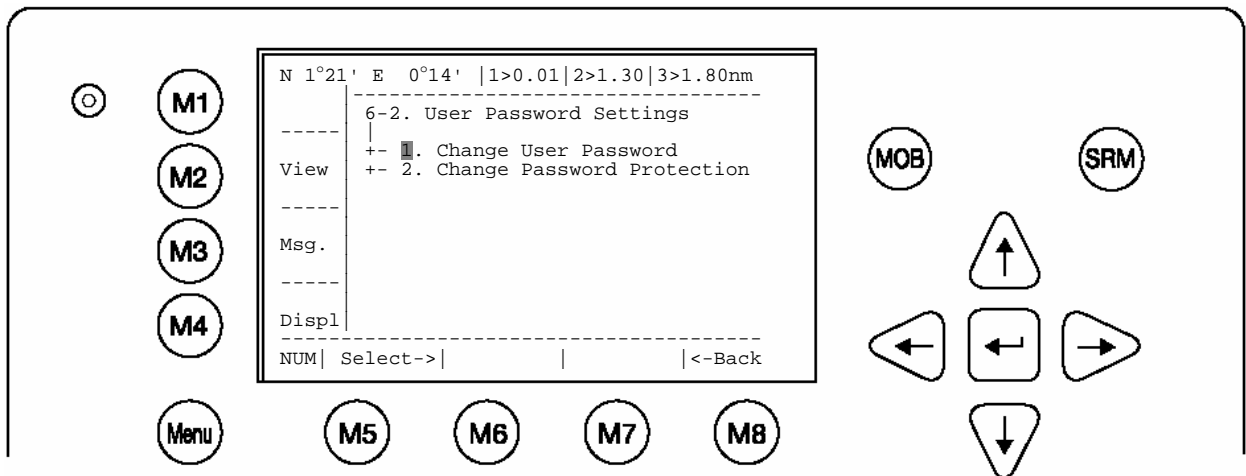 N 1°21' E 0°14' |1>0.01|2>1.30|3>1.80nm
6-2. User Password Settings
+- 1. Change User Password
+- 2. Change Password Protection
View
Msg.
Displ
NUM| Select->| | |<-Back
M1
M2
M3
M4
Menu
M5
M6
M7
M8
MOB
SRM